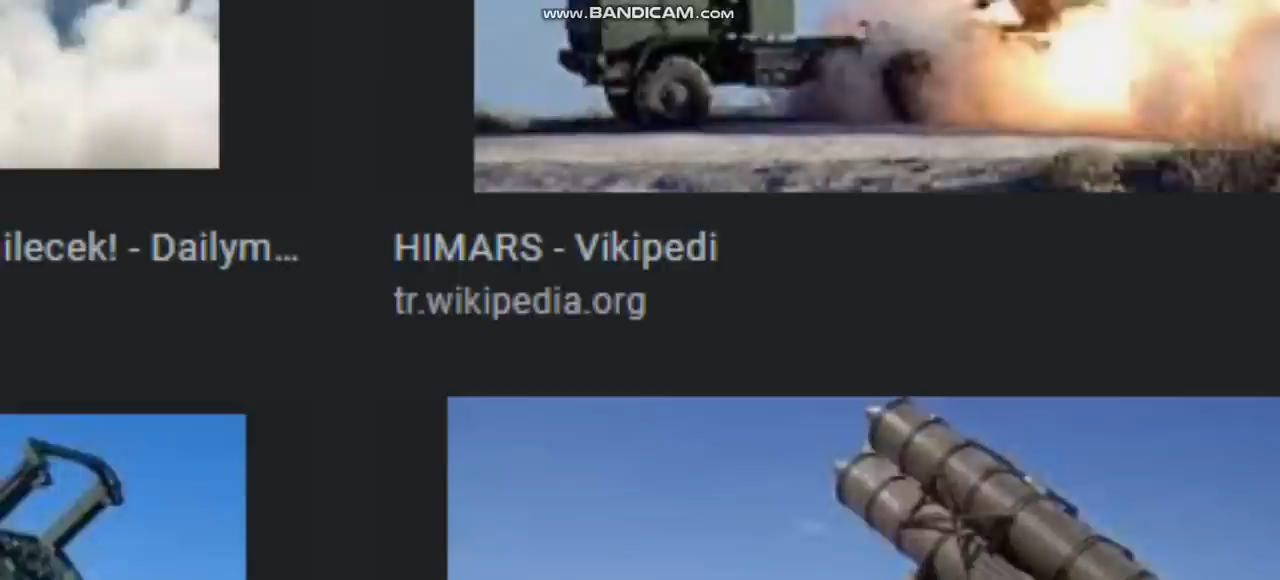 www.BANDICAM.com
ilecek! - Dailym...
HIMARS - Vikipedi
tr.wikipedia.org